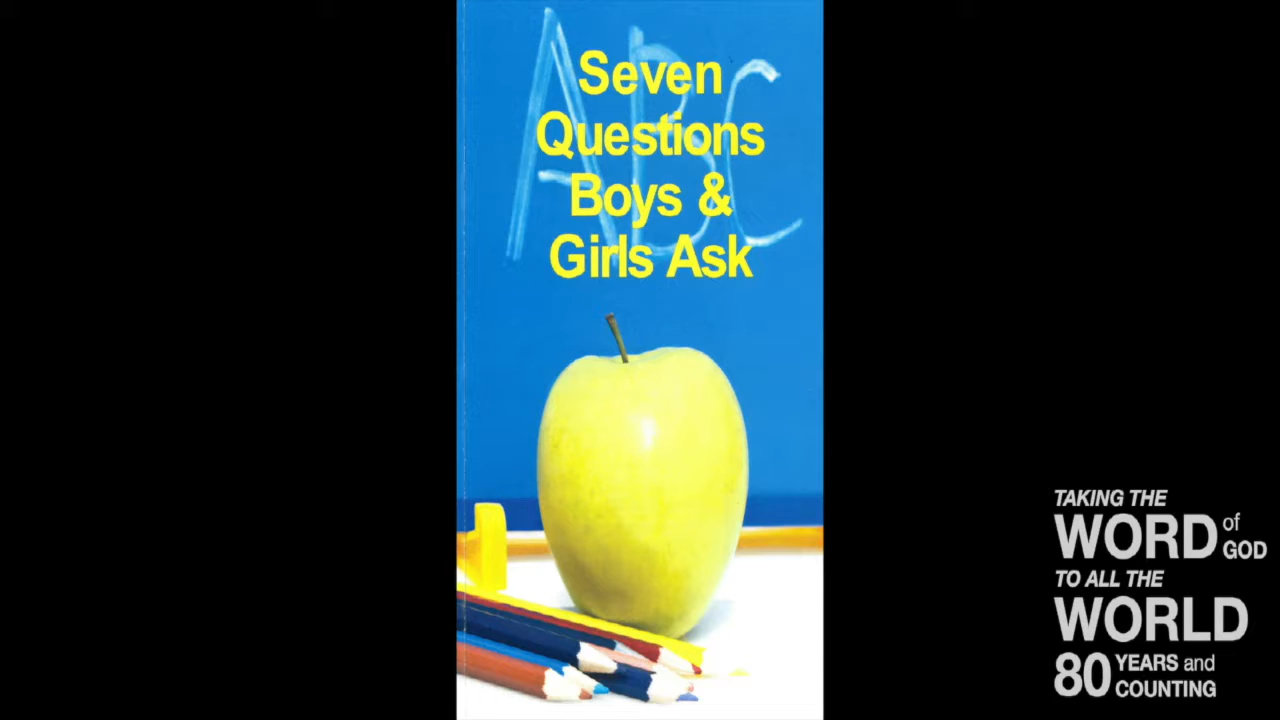 ABC
Seven
Questions
Boys &
Girls Ask
TAKING THE
WORD of
GOD
TO ALL THE
WORLD
80 YEARS and
COUNTING